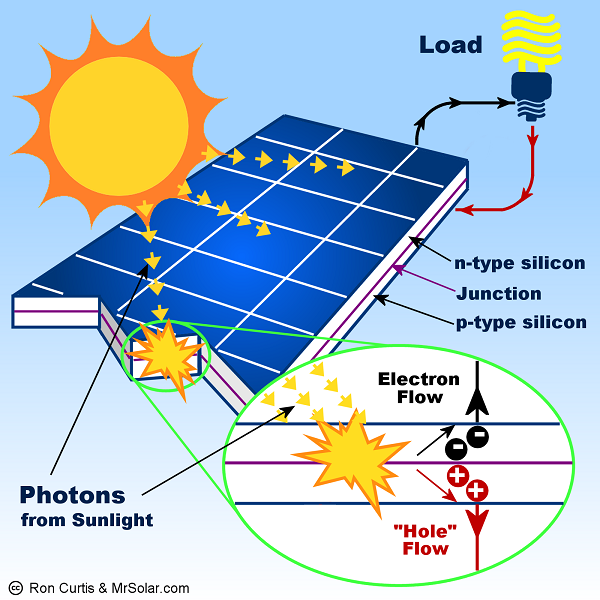 Load
n-type silicon
Junction
p-type silicon
Electron
Flow
Photons
from Sunlight
"Hole"
Flow
cc Ron Curtis & MrSolar.com